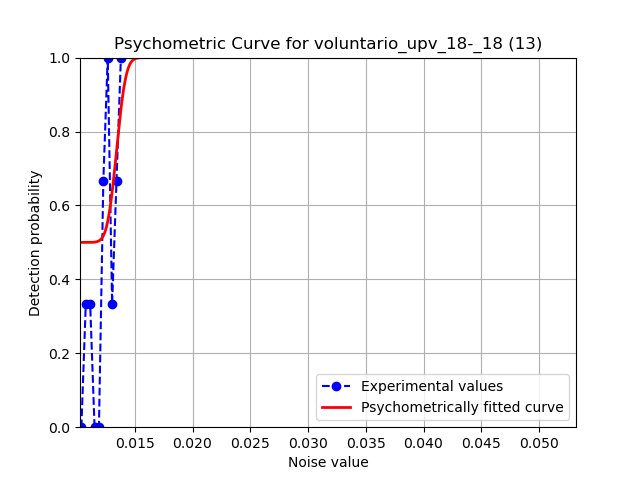 Psychometric Curve for voluntario_upv_18-_18 (13)
1.0
0.8
0.6
0.4
0.2
0.0
Detection probability
Experimental values
Psychometrically fitted curve
0.015 0.020 0.025 0.030 0.035 0.040 0.045 0.050
Noise value